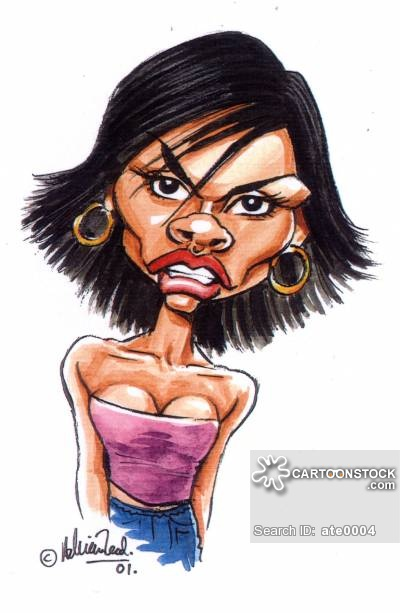 CARTOONSTOCK
.com
Search ID: ate0004
©
01.